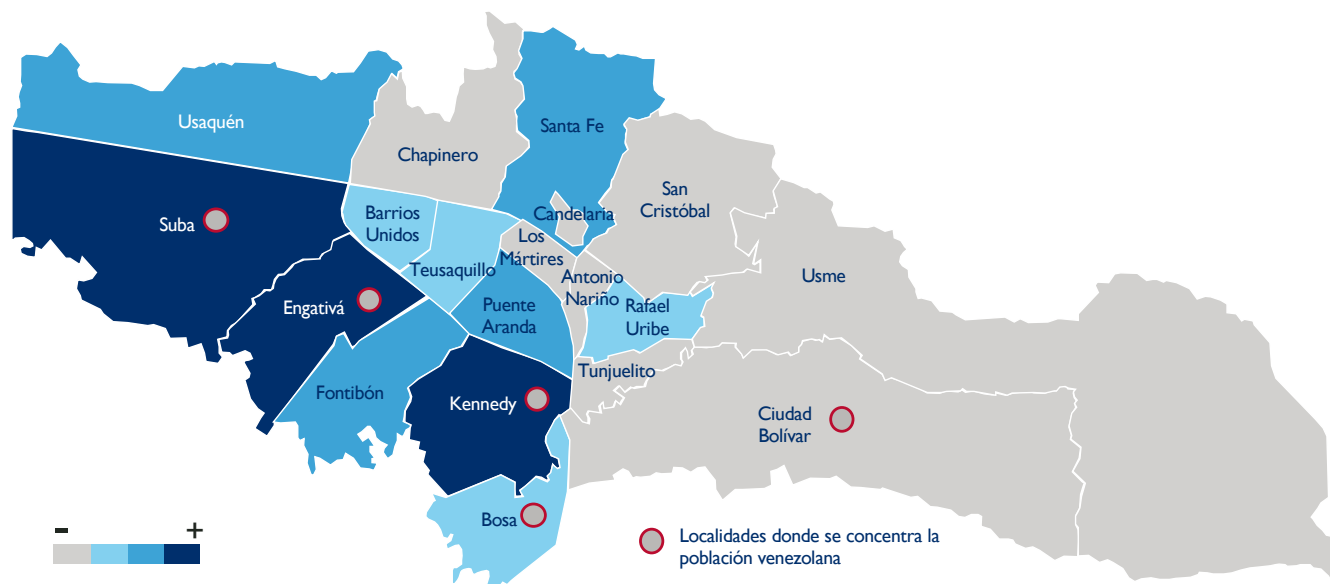 Usaquén
Santa Fe
Chapinero
San
Cristóbal
Suba
Barrios
Unidos
Candelaria
Los
Mártires
Teusaquillo
Antonio
Nariño
Usme
Engativá
Puente
Aranda
Rafael
Uribe
Tunjuelito
Fontibón
Kennedy
Ciudad
Bolívar
Bosa
- +
Localidades donde se concentra la
población venezolana